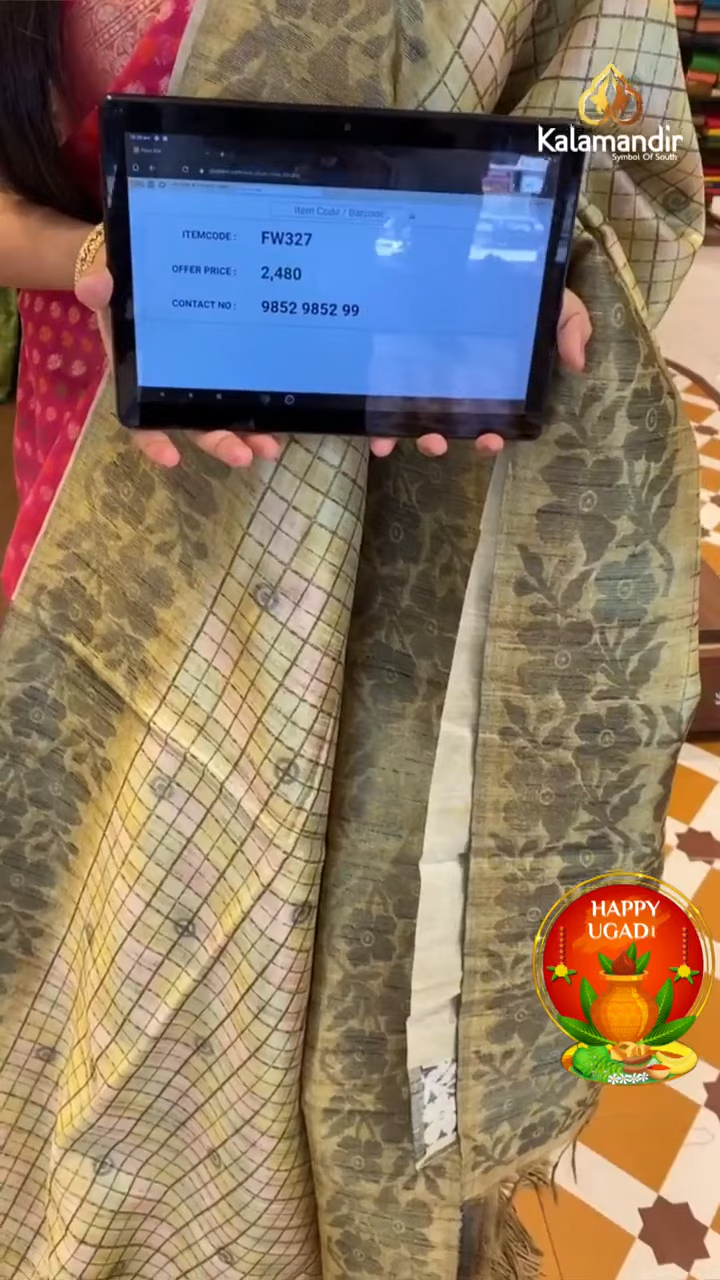 Kalamandir
Symbol Of South
Item Code / Barcode
ITEMCODE : FW327
OFFER PRICE : 2,480
CONTACT NO : 9852 9852 99
HAPPY
UGADI